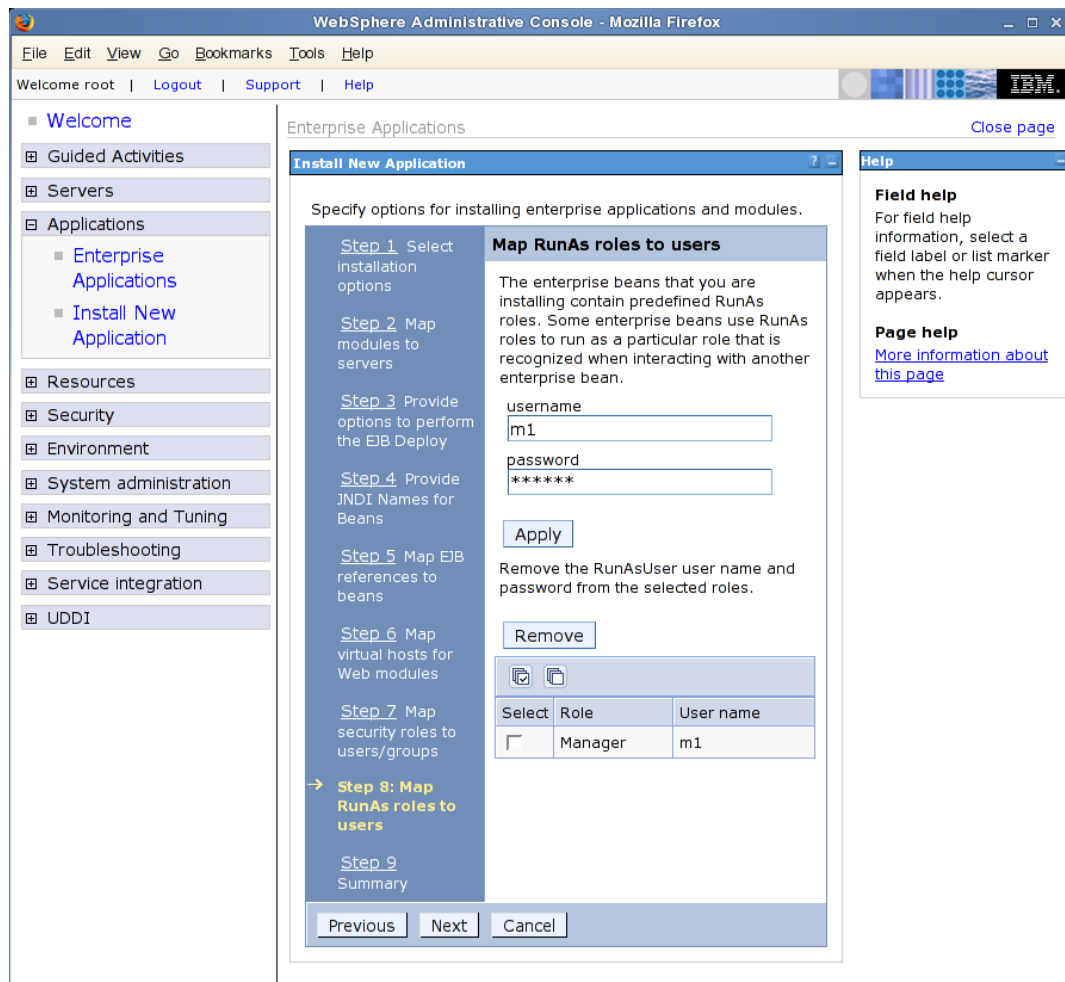 WebSphere Administrative Console - Mozilla Firefox
File Edit View Go Bookmarks Tools Help
Welcome root | Logout | Support | Help
IBM.
Welcome
Guided Activities
Servers
Applications
Enterprise
Applications
Install New
Application
Resources
Security
Environment
System administration
Monitoring and Tuning
Troubleshooting
Service integration
UDDI
Enterprise Applications
Close page
Install New Application ? –
Specify options for installing enterprise applications and modules.
Step 1 Select
installation
options
Step 2 Map
modules to
servers
Step 3 Provide
options to perform
the EJB Deploy
Step 4 Provide
JNDI Names for
Beans
Step 5 Map EJB
references to
beans
Step 6 Map
virtual hosts for
Web modules
Step 7 Map
security roles to
users/groups
Step 8: Map
RunAs roles to
users
Step 9
Summary
Map RunAs roles to users
The enterprise beans that you are
installing contain predefined RunAs
roles. Some enterprise beans use RunAs
roles to run as a particular role that is
recognized when interacting with another
enterprise bean.
username
m1
password
******
Apply
Remove the RunAsUser user name and
password from the selected roles.
Remove
Select Role User name
Manager m1
Previous Next Cancel
Help
Field help
For field help
information, select a
field label or list marker
when the help cursor
appears.
Page help
More information about
this page